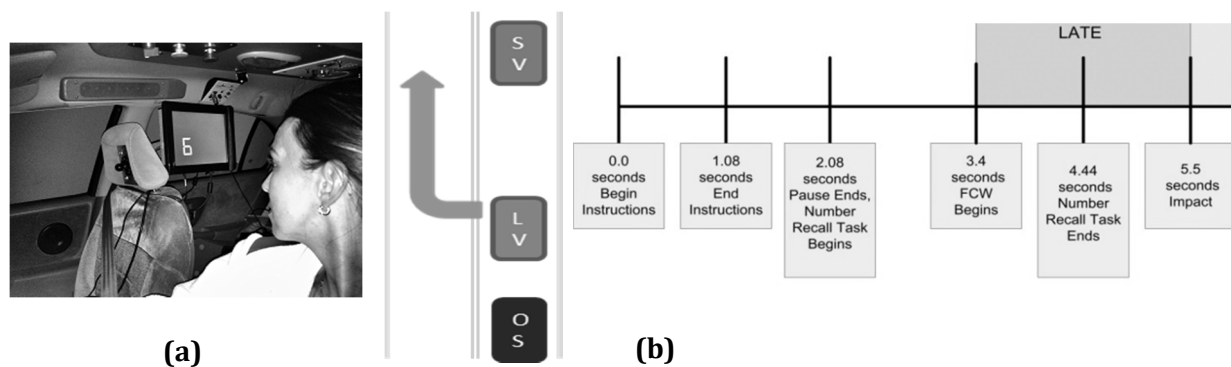 6
(a)
S
V
L
V
O
S
LATE
0.0
seconds
Begin
Instructions
1.08
seconds
End
Instructions
2.08
seconds
Pause Ends,
Number
Recall Task
Begins
3.4
seconds
FCW
Begins
4.44
seconds
Number
Recall Task
Ends
5.5
seconds
Impact
(b)